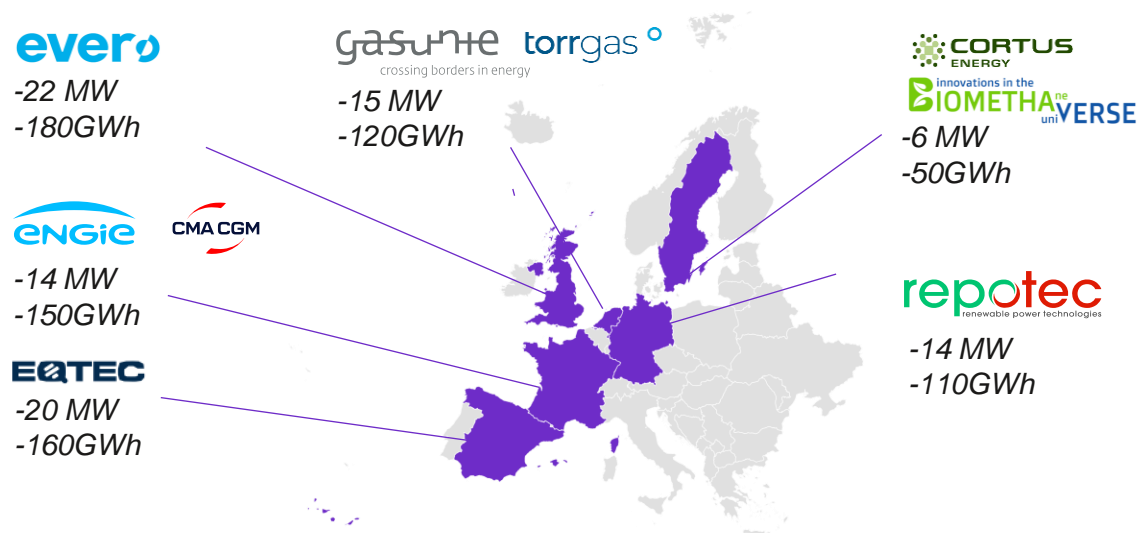 evero
-22 MW
-180GWh
gasunie
crossing borders in energy
torrgas
-15 MW
-120GWh
CORTUS
ENERGY
innovations in the
BIOMETHAne
uniVERSE
-6 MW
-50GWh
ENGIE
CMA CGM
-14 MW
-150GWh
repotec
renewable power technologies
-14 MW
-110GWh
EQTEC
-20 MW
-160GWh